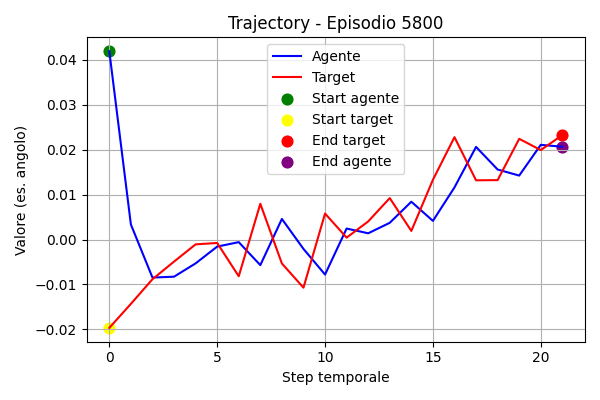 Trajectory - Episodio 5800
Valore (es. angolo)
0.04
0.03
0.02
0.01
0.00
−0.01
−0.02
Agente
Target
Start agente
Start target
End target
End agente
0 5 10 15 20
Step temporale